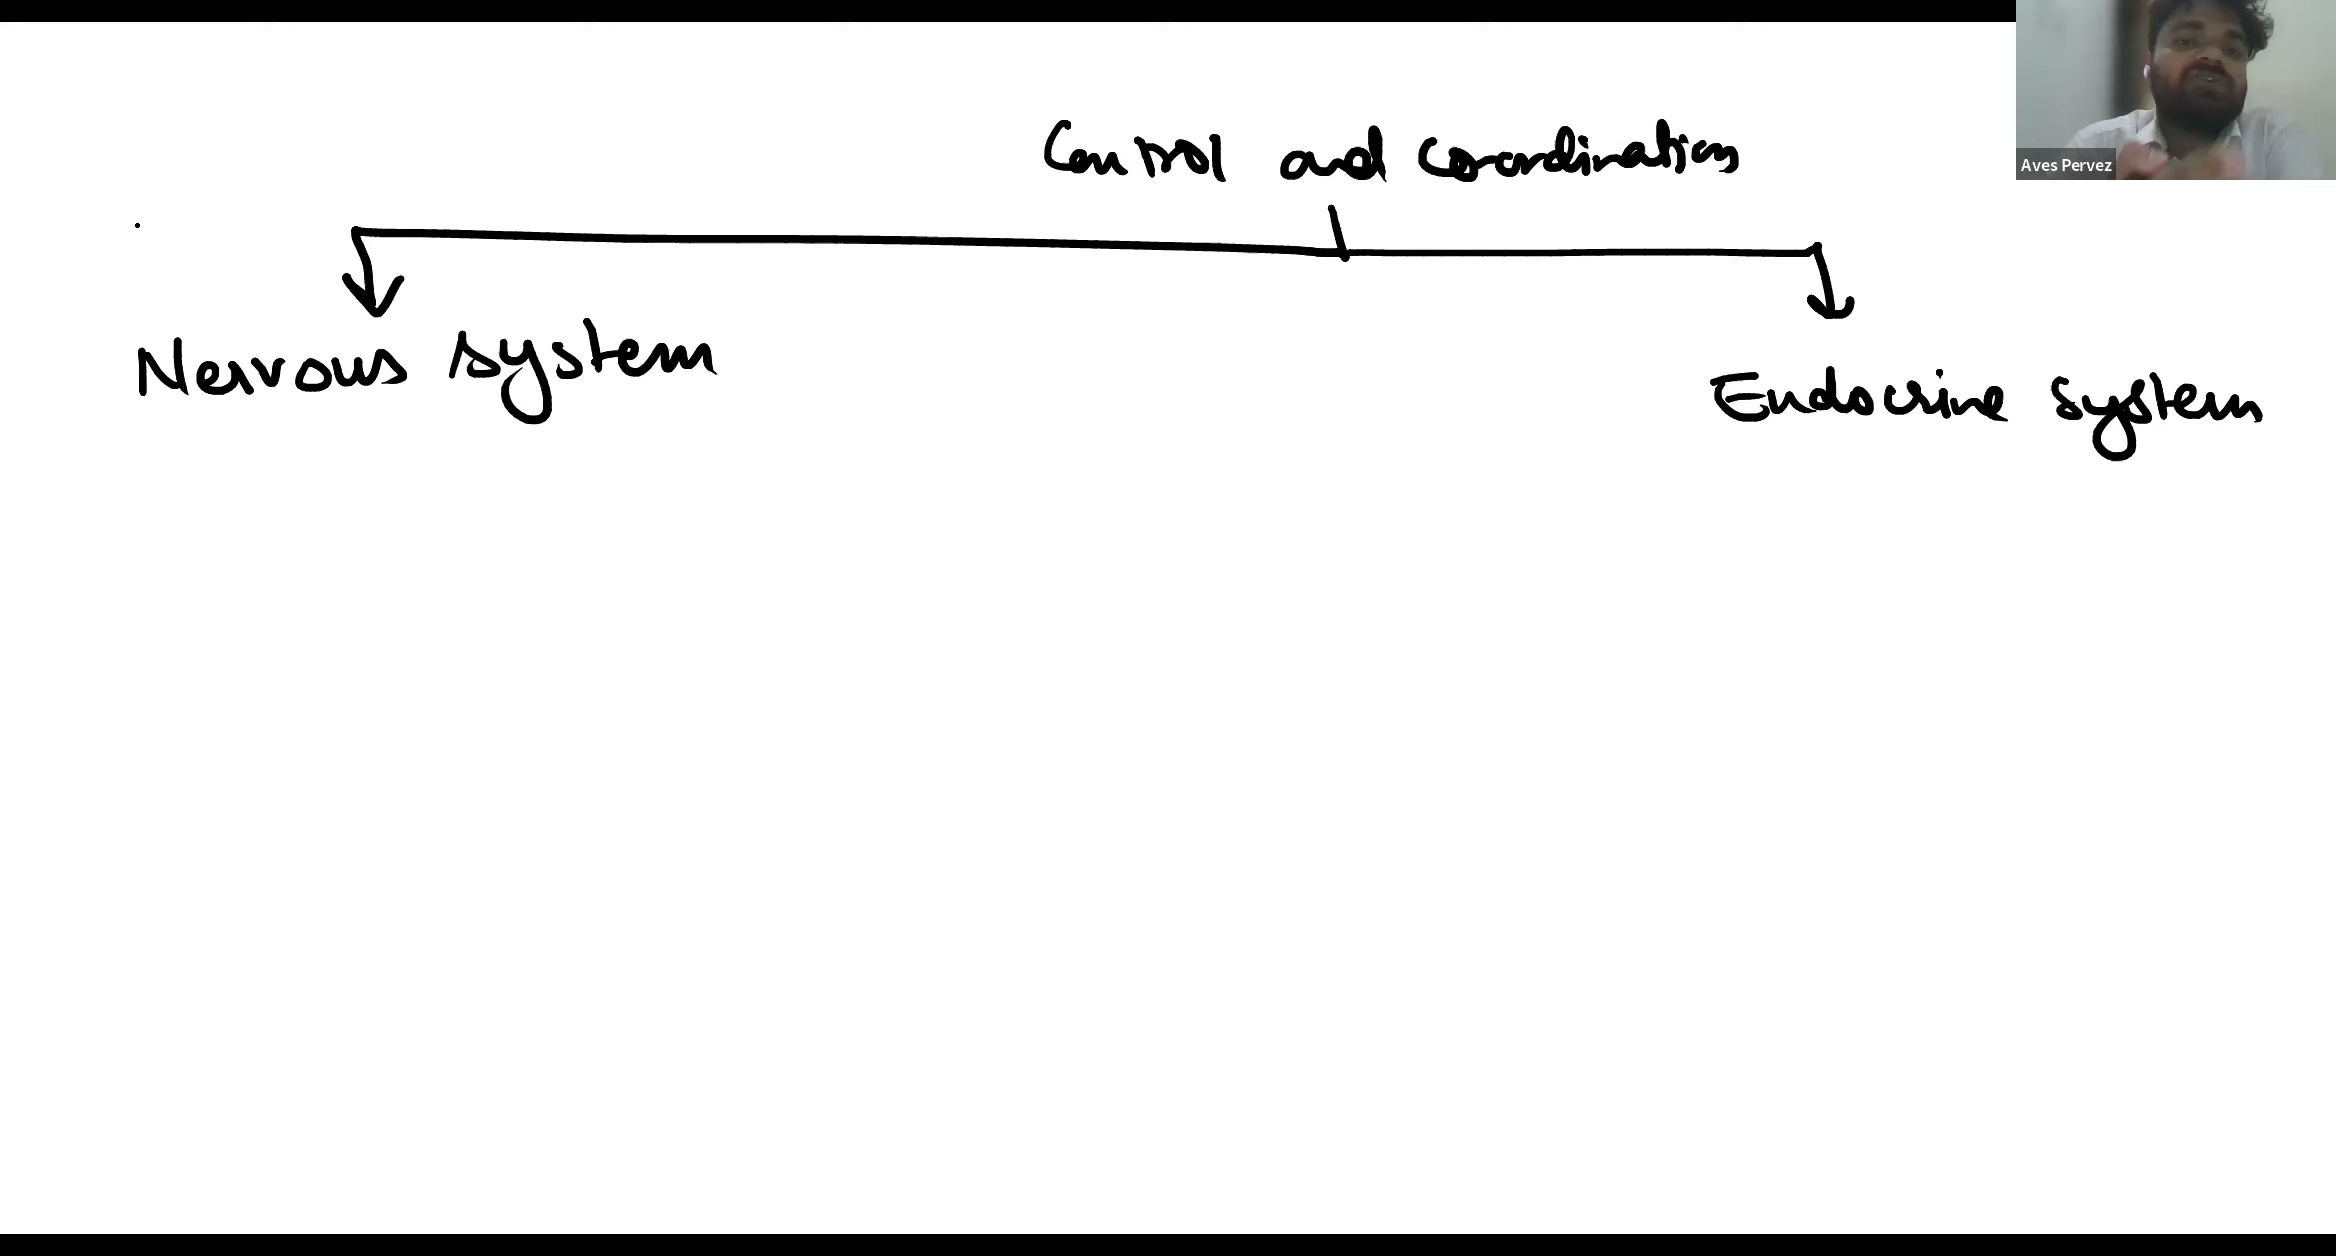 Control and coordination
Aves Pervez
Nervous system
Endocrine system